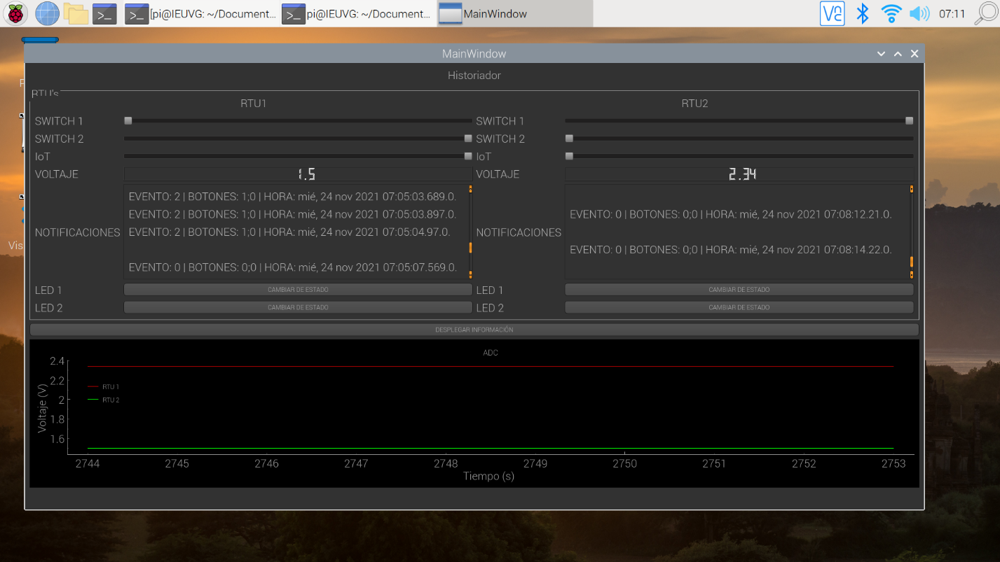 [pi@IEUVG: ~/Document...
pi@IEUVG: ~/Document...
MainWindow
07:11
MainWindow
Historiador
RTU's
RTU1
RTU2
SWITCH 1
SWITCH 1
SWITCH 2
SWITCH 2
IoT
IoT
VOLTAJE
1.5
VOLTAJE
2.34
NOTIFICACIONES
EVENTO: 2 | BOTONES: 1;0 | HORA: mié, 24 nov 2021 07:05:03.689.0.
EVENTO: 2 | BOTONES: 1;0 | HORA: mié, 24 nov 2021 07:05:03.897.0.
EVENTO: 2 | BOTONES: 1;0 | HORA: mié, 24 nov 2021 07:05:04.97.0.
EVENTO: 0 | BOTONES: 0;0 | HORA: mié, 24 nov 2021 07:05:07.569.0.
NOTIFICACIONES
EVENTO: 0 | BOTONES: 0;0 | HORA: mié, 24 nov 2021 07:08:12.21.0.
EVENTO: 0 | BOTONES: 0;0 | HORA: mié, 24 nov 2021 07:08:14.22.0.
LED 1
CAMBIAR DE ESTADO
LED 1
CAMBIAR DE ESTADO
LED 2
CAMBIAR DE ESTADO
LED 2
CAMBIAR DE ESTADO
DESPLEGAR INFORMACIÓN
ADC
Voltaje (V)
2.4
2.2
2
1.8
1.6
RTU 1
RTU 2
2744 2745 2746 2747 2748 2749 2750 2751 2752 2753
Tiempo (s)
Vis